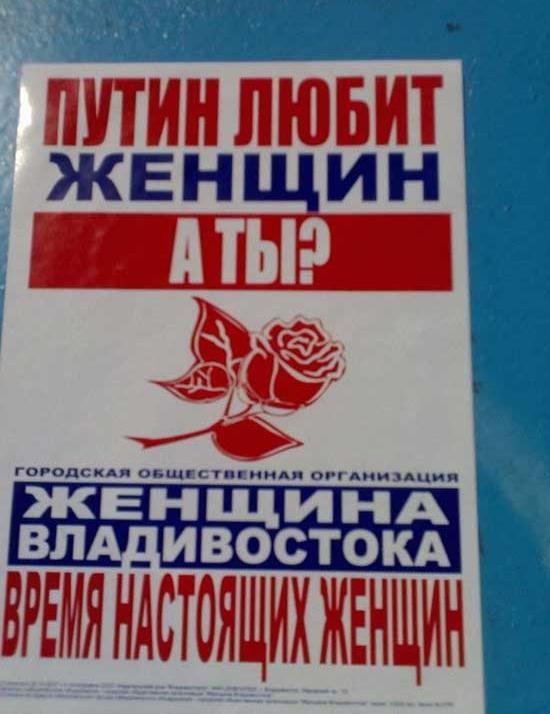 ПУТИН ЛЮБИТ
ЖЕНЩИН
А ТЫ?
ГОРОДСКАЯ ОБЩЕСТВЕННАЯ ОРГАНИЗАЦИЯ
ЖЕНЩИНА
ВЛАДИВОСТОКА
ВРЕМЯ НАСТОЯЩИХ ЖЕНЩИН